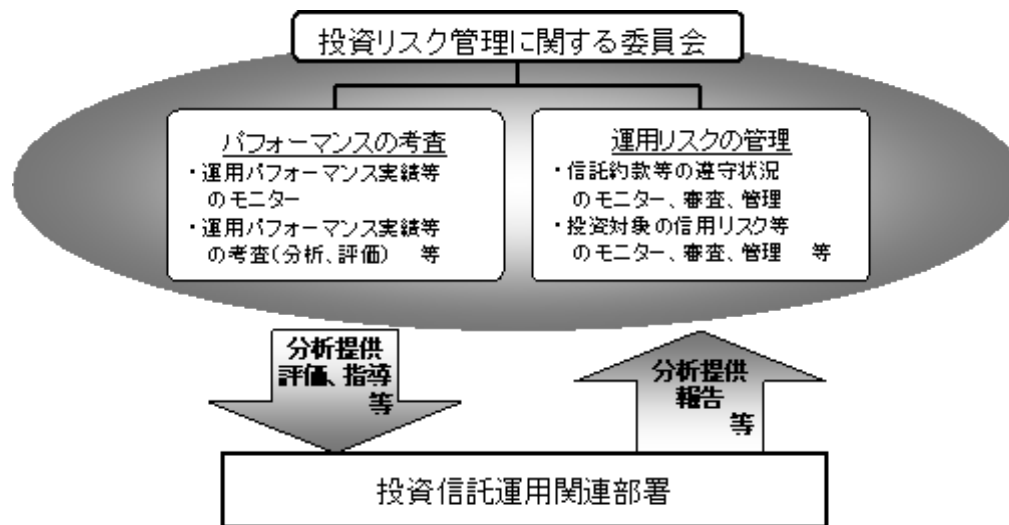 投資リスク管理に関する委員会
パフォーマンスの考査
・運用パフォーマンス実績等
のモニター
・運用パフォーマンス実績等
の考査(分析、評価) 等
運用リスクの管理
・信託約款等の遵守状況
のモニター、審査、管理
・投資対象の信用リスク等
のモニター、審査、管理 等
分析提供
評価、指導
等
分析提供
報告
等
投資信託運用関連部署